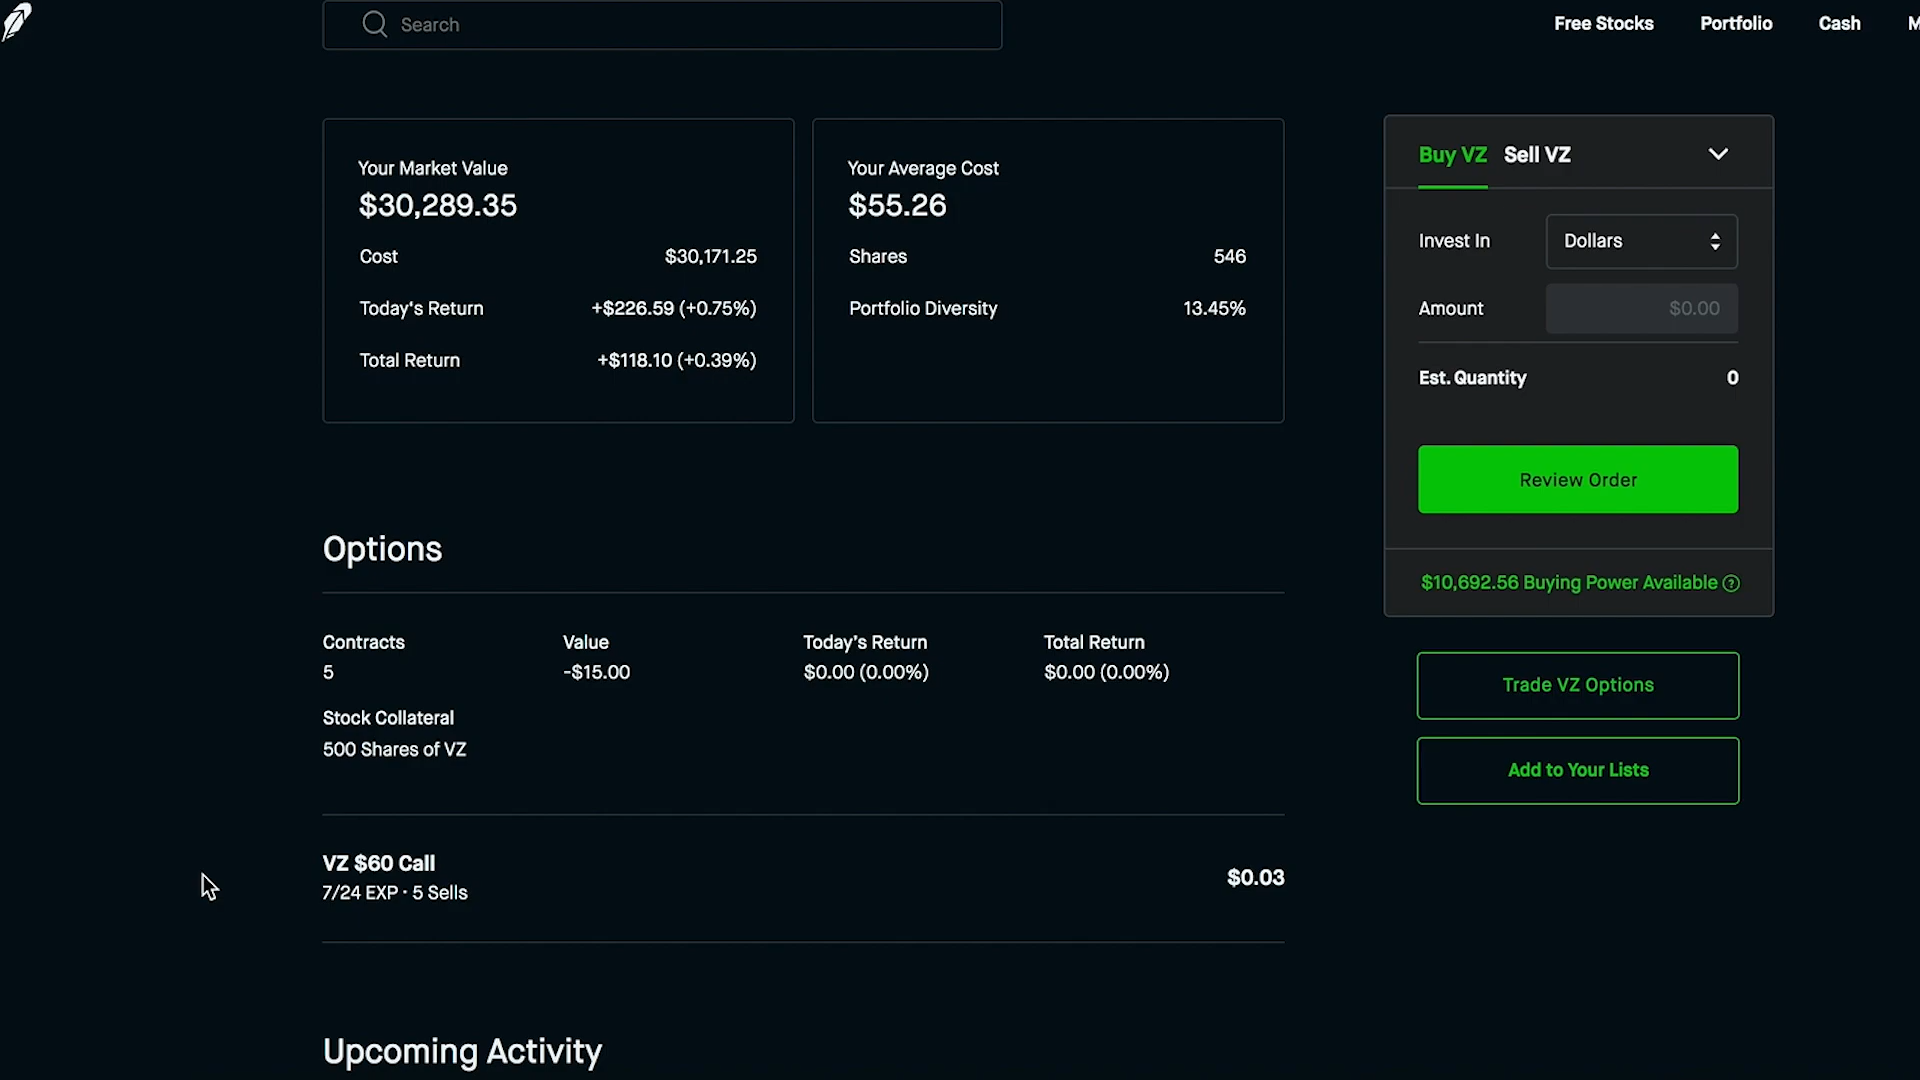 Search
Free Stocks
Portfolio
Cash
M
Your Market Value
$30,289.35
Cost
$30,171.25
Today's Return
+$226.59 (+0.75%)
Total Return
+$118.10 (+0.39%)
Your Average Cost
$55.26
Shares
546
Portfolio Diversity
13.45%
Buy VZ
Sell VZ
Invest In
Dollars
Amount
$0.00
Est. Quantity
0
Review Order
$10,692.56 Buying Power Available ?
Trade VZ Options
Add to Your Lists
Options
Contracts
5
Value
-$15.00
Today's Return
$0.00 (0.00%)
Total Return
$0.00 (0.00%)
Stock Collateral
500 Shares of VZ
VZ $60 Call
7/24 EXP · 5 Sells
$0.03
Upcoming Activity